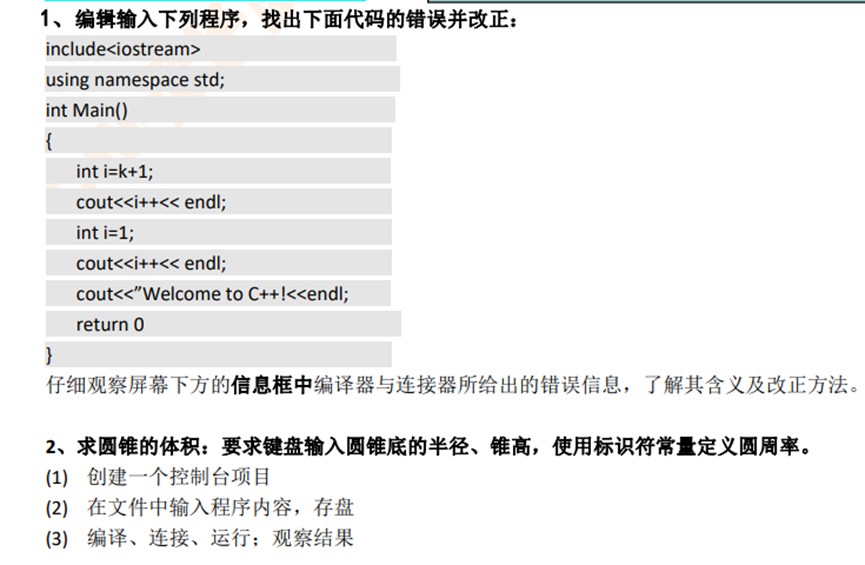 1、编辑输入下列程序，找出下面代码的错误并改正：
include<iostream>
using namespace std;
int Main()
{
int i=k+1;
cout<<i++<< endl;
int i=1;
cout<<i++<< endl;
cout<<”Welcome to C++!<<endl;
return 0
}
仔细观察屏幕下方的信息框中编译器与连接器所给出的错误信息，了解其含义及改正方法。
2、求圆锥的体积：要求键盘输入圆锥底的半径、锥高，使用标识符常量定义圆周率。
(1) 创建一个控制台项目
(2) 在文件中输入程序内容，存盘
(3) 编译、连接、运行；观察结果